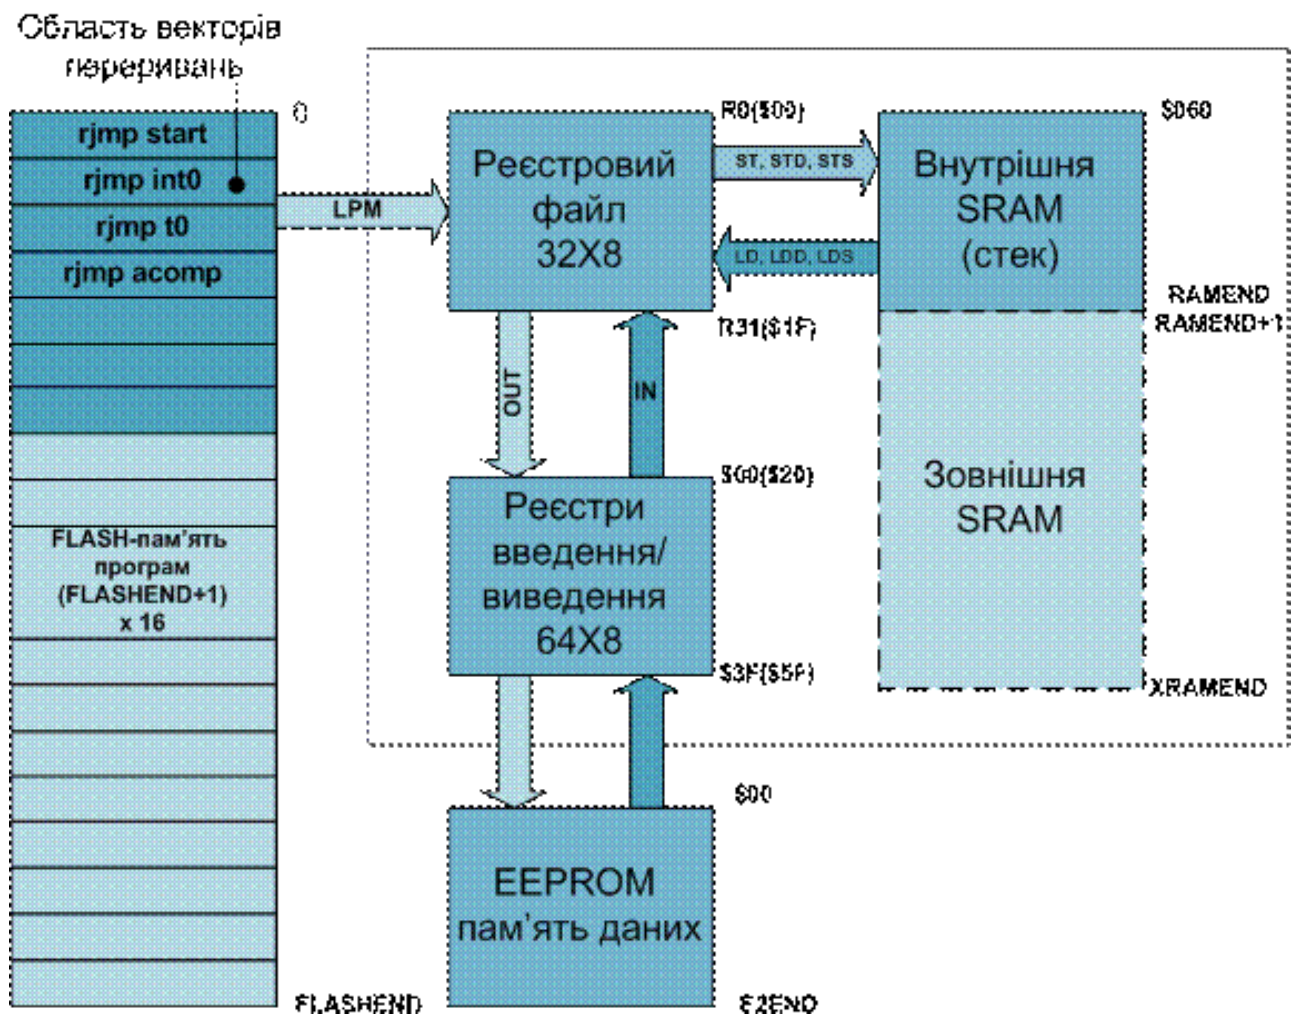 Область векторів
переривань
0
rjmp start
rjmp int0
rjmp t0
rjmp acomp
FLASH-пам'ять
програм
(FLASHEND+1)
x 16
FLASHEND
LPM
R0($00)
Реєстровий
файл
32X8
R31($1F)
ST, STD, STS
LD, LDD, LDS
$060
Внутрішня
SRAM
(стек)
RAMEND
RAMEND+1
Зовнішня
SRAM
XRAMEND
OUT
IN
$00($20)
Реєстри
введення/
виведення
64X8
$3F($5F)
$00
EEPROM
пам'ять даних
E2END